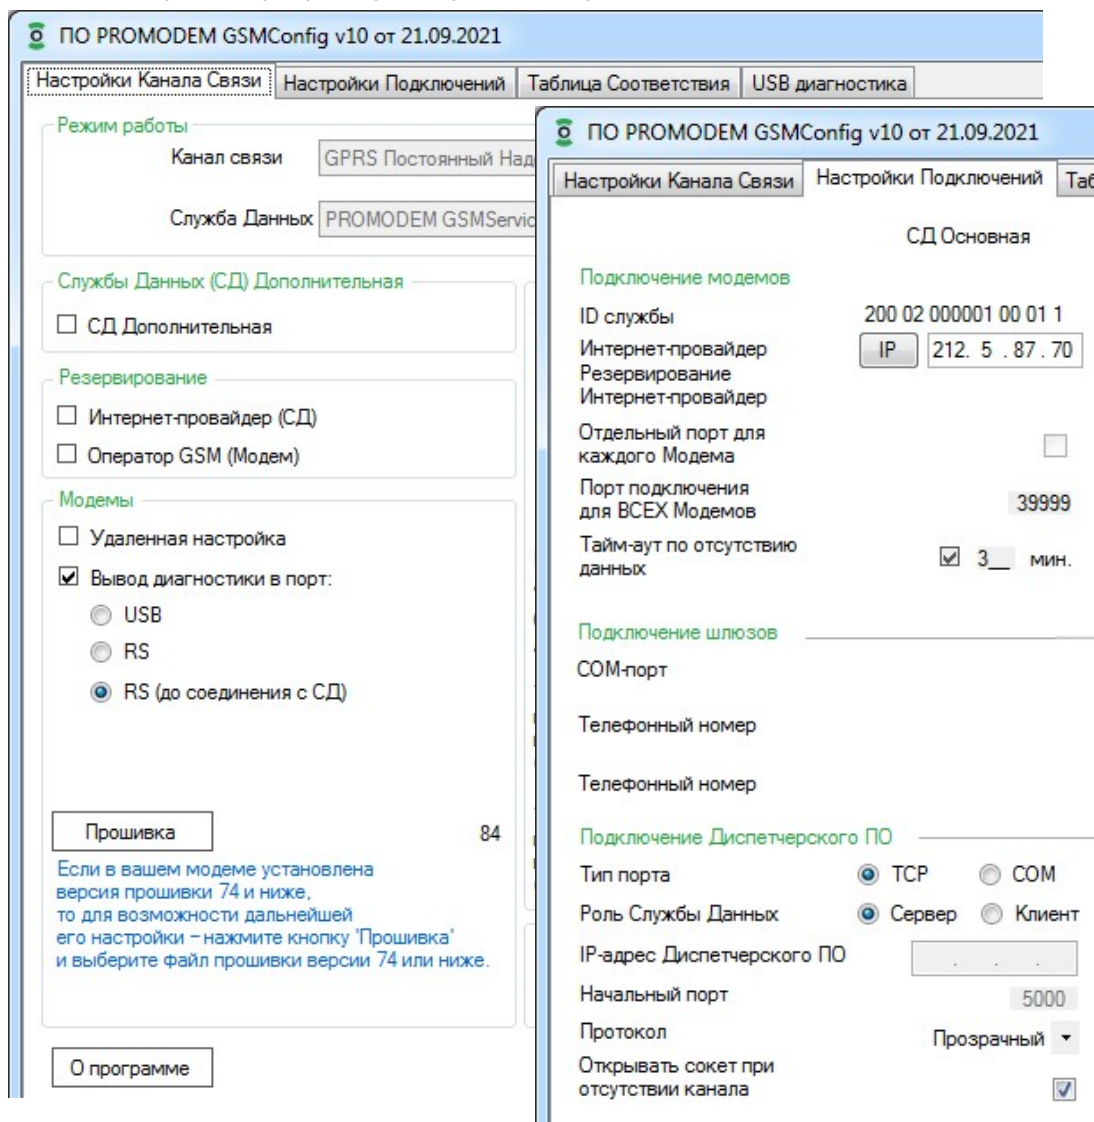 ПО PROMODEM GSMConfig v10 от 21.09.2021
Настройки Канала Связи
Настройки Подключений
Таблица Соответствия
USB диагностика
Режим работы
Канал связи
GPRS Постоянный
Служба Данных
PROMODEM GSMServic
Службы Данных (СД) Дополнительная
СД Дополнительная
Резервирование
Интернет-провайдер (СД)
Оператор GSM (Модем)
Модемы
Удаленная настройка
Вывод диагностики в порт:
USB
RS
RS (до соединения с СД)
Прошивка 84
Если в вашем модеме установлена
версия прошивки 74 и ниже,
то для возможности дальнейшей
его настройки – нажмите кнопку 'Прошивка'
и выберите файл прошивки версии 74 или ниже.
О программе
ПО PROMODEM GSMConfig v10 от 21.09.2021
Настройки Канала Связи
Настройки Подключений
Таб
СД Основная
Подключение модемов
ID службы 200 02 000001 00 01 1
Интернет-провайдер IP 212. 5 . 87 . 70
Резервирование
Интернет-провайдер
Отдельный порт для
каждого Модема
Порт подключения
для ВСЕХ Модемов 39999
Тайм-аут по отсутствию
данных 3__ мин.
Подключение шлюзов
COM-порт
Телефонный номер
Телефонный номер
Подключение Диспетчерского ПО
Тип порта TCP COM
Роль Службы Данных Сервер Клиент
IP-адрес Диспетчерского ПО . . .
Начальный порт 5000
Протокол Прозрачный
Открывать сокет при
отсутствии канала